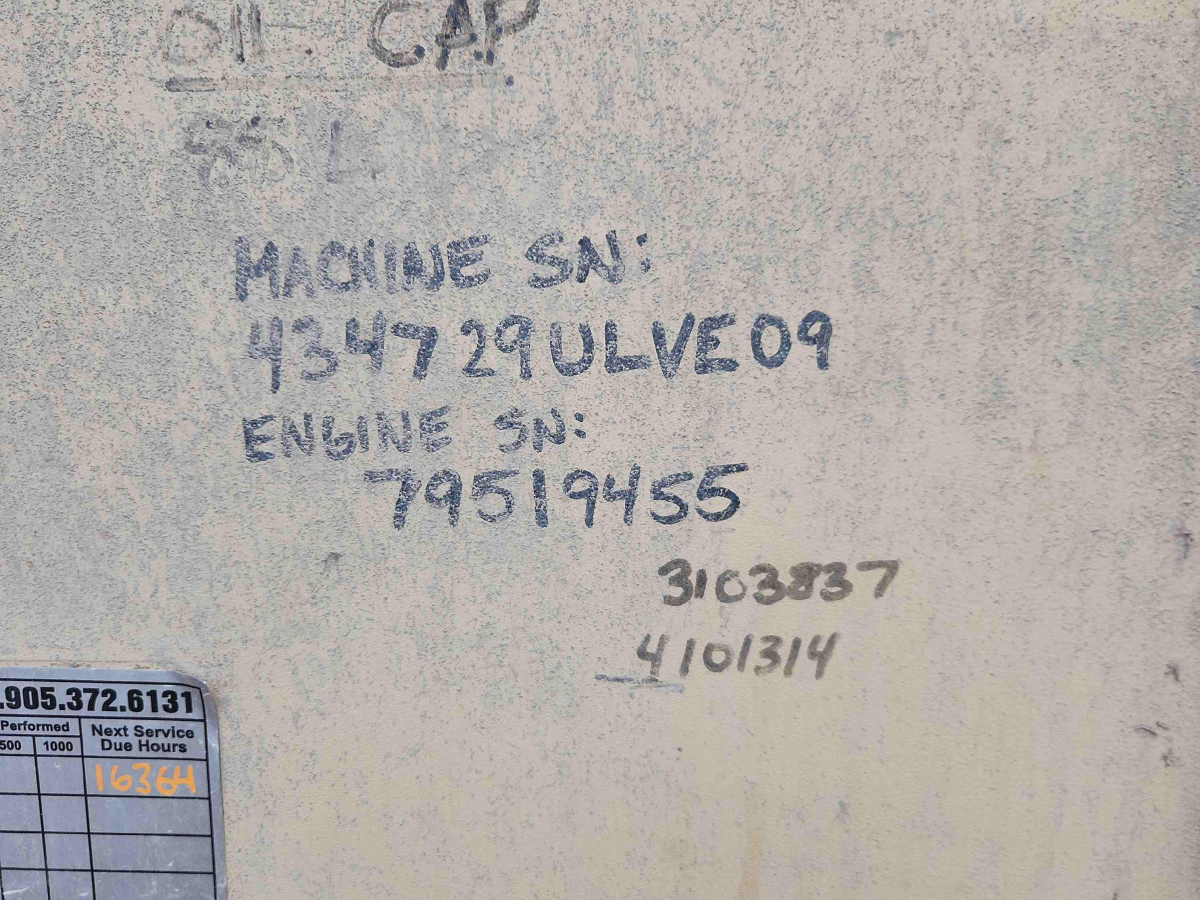 OIL CAP
L.
MACHINE SN:
434729ULVE09
ENGINE SN:
79519455
3103837
4101314
.905.372.6131
Performed
Next Service
Due Hours
500 1000